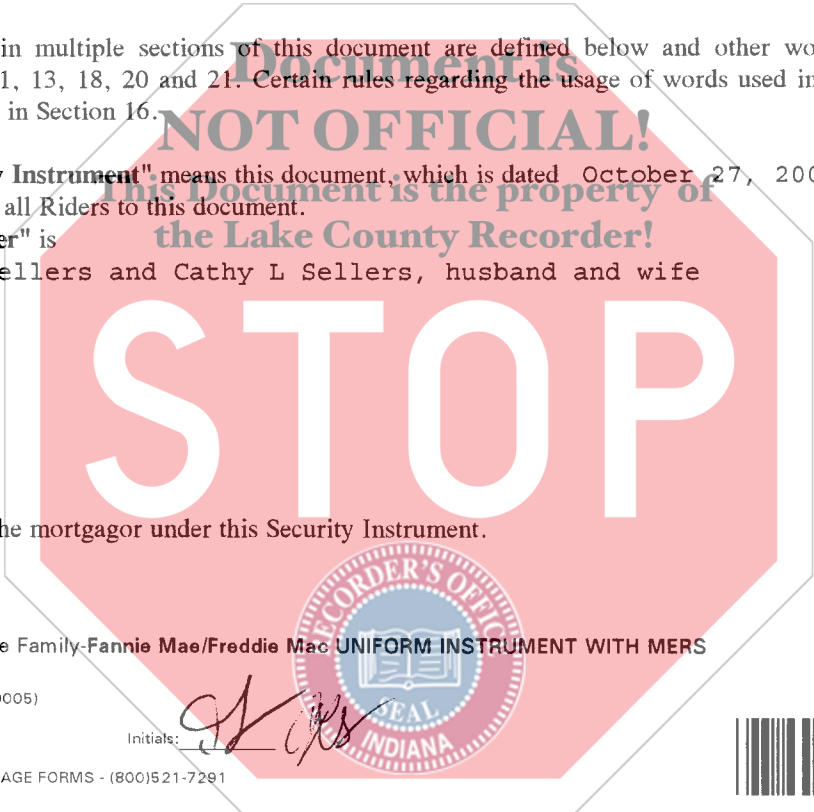 in multiple sections of this document are defined below and other wo
1, 13, 18, 20 and 21. Certain rules regarding the usage of words used in
in Section 16.
Document is
NOT OFFICIAL!
This Document is the property of
the Lake County Recorder!
Instrument" means this document, which is dated October 27, 200
all Riders to this document.
er" is
ellers and Cathy L Sellers, husband and wife
STOP
he mortgagor under this Security Instrument.
RECORDER'S OFFICE
SEAL
INDIANA
e Family-Fannie Mae/Freddie Mac UNIFORM INSTRUMENT WITH MERS
005)
Initials:
AGE FORMS - (800)521-7291